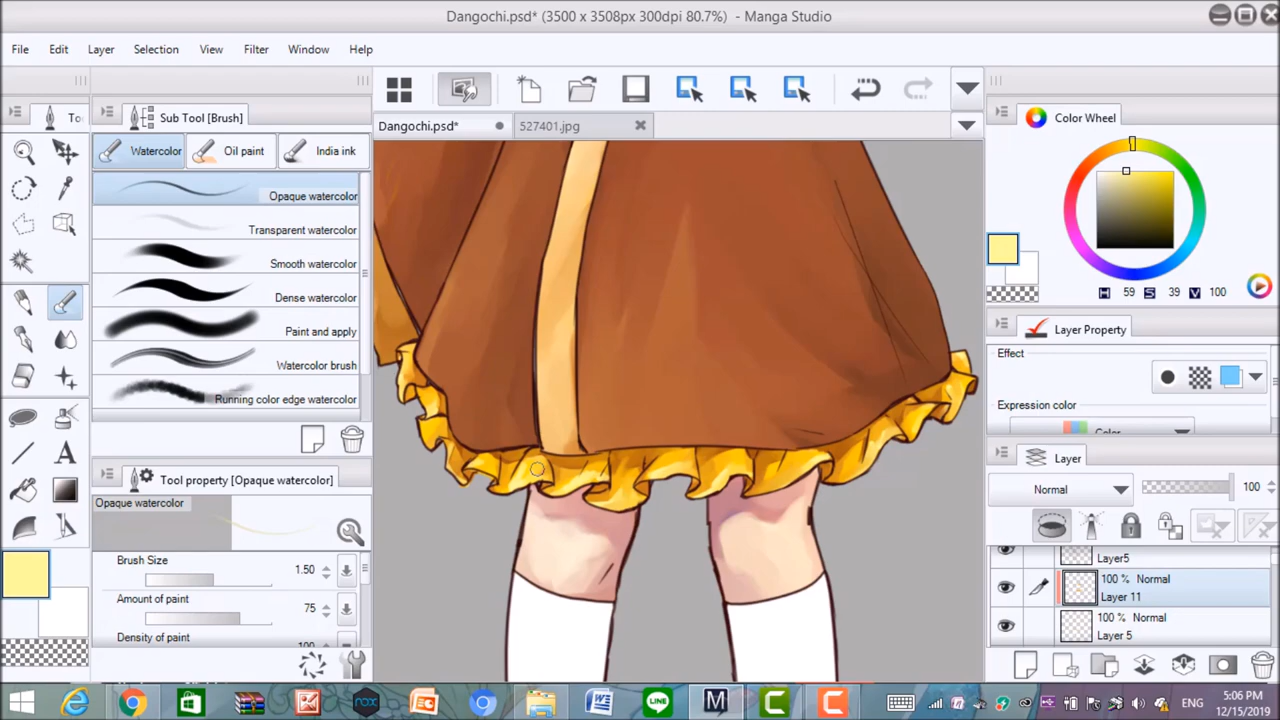 Dangochi.psd* (3500 x 3508px 300dpi 80.7%) - Manga Studio
File Edit Layer Selection View Filter Window Help
Sub Tool [Brush]
Watercolor Oil paint India ink
Opaque watercolor
Transparent watercolor
Smooth watercolor
Dense watercolor
Paint and apply
Watercolor brush
Running color edge watercolor
Tool property [Opaque watercolor]
Opaque watercolor
Brush Size 1.50
Amount of paint 75
Density of paint 100
Dangochi.psd* 527401.jpg
Color Wheel
H 59 S 39 V 100
Layer Property
Effect
Expression color
Color
Layer
Normal 100
Layer5
100 % Normal
Layer 11
100 % Normal
Layer 5
ENG
5:06 PM
12/15/2019